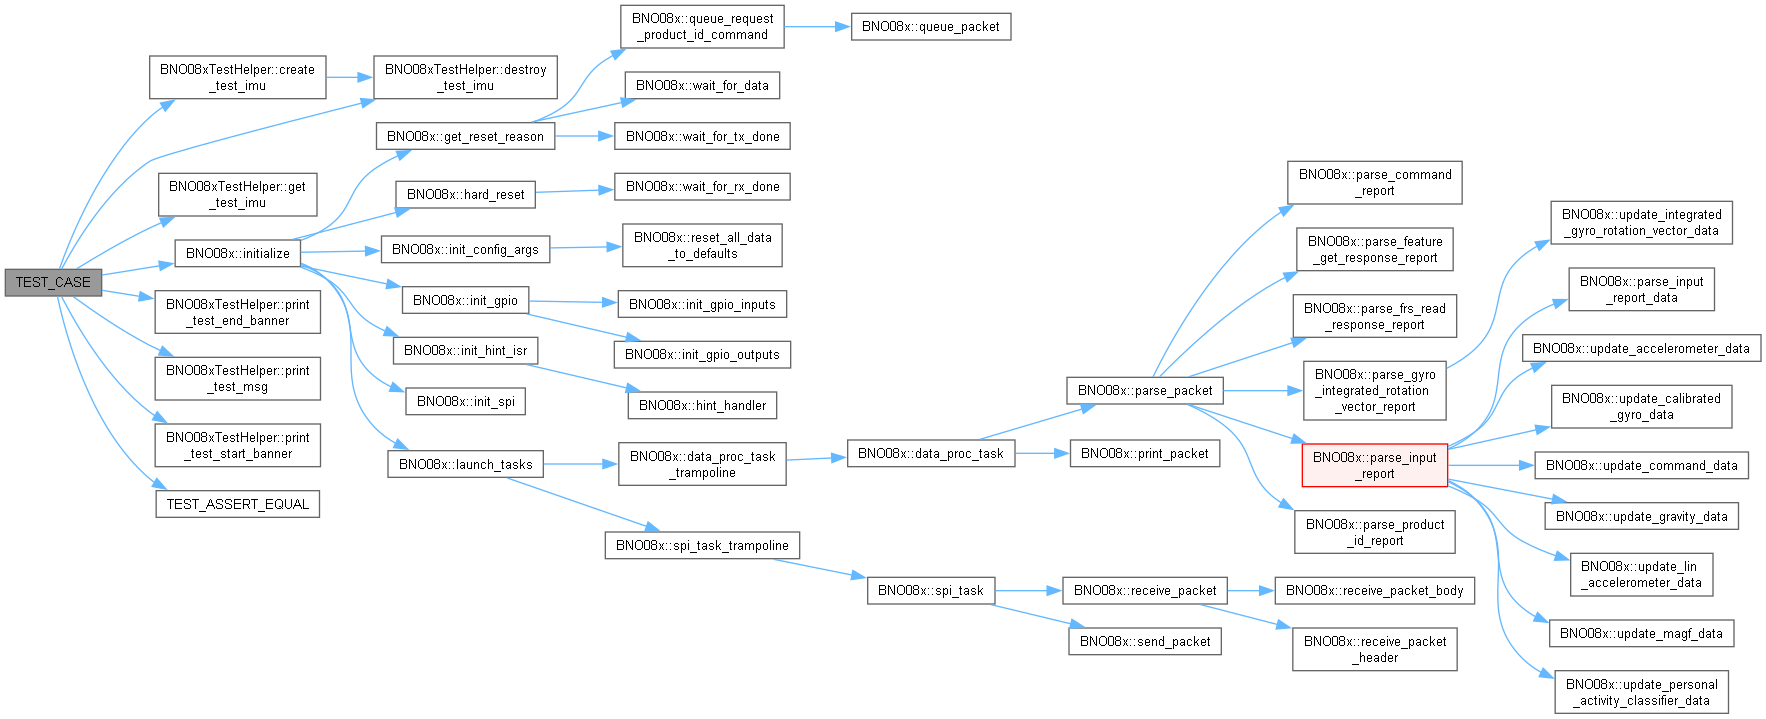 TEST_CASE
BNO08xTestHelper::create
_test_imu
BNO08xTestHelper::destroy
_test_imu
BNO08xTestHelper::get
_test_imu
BNO08x::initialize
BNO08xTestHelper::print
_test_end_banner
BNO08xTestHelper::print
_test_msg
BNO08xTestHelper::print
_test_start_banner
TEST_ASSERT_EQUAL
BNO08x::get_reset_reason
BNO08x::hard_reset
BNO08x::init_config_args
BNO08x::init_gpio
BNO08x::init_hint_isr
BNO08x::init_spi
BNO08x::launch_tasks
BNO08x::queue_request
_product_id_command
BNO08x::queue_packet
BNO08x::wait_for_data
BNO08x::wait_for_tx_done
BNO08x::wait_for_rx_done
BNO08x::reset_all_data
_to_defaults
BNO08x::init_gpio_inputs
BNO08x::init_gpio_outputs
BNO08x::hint_handler
BNO08x::data_proc_task
_trampoline
BNO08x::spi_task_trampoline
BNO08x::data_proc_task
BNO08x::spi_task
BNO08x::parse_packet
BNO08x::print_packet
BNO08x::receive_packet
BNO08x::send_packet
BNO08x::parse_command
_report
BNO08x::parse_feature
_get_response_report
BNO08x::parse_frs_read
_response_report
BNO08x::parse_gyro
_integrated_rotation
_vector_report
BNO08x::parse_input
_report
BNO08x::parse_product
_id_report
BNO08x::receive_packet_body
BNO08x::receive_packet
_header
BNO08x::update_integrated
_gyro_rotation_vector_data
BNO08x::parse_input
_report_data
BNO08x::update_accelerometer_data
BNO08x::update_calibrated
_gyro_data
BNO08x::update_command_data
BNO08x::update_gravity_data
BNO08x::update_lin
_accelerometer_data
BNO08x::update_magf_data
BNO08x::update_personal
_activity_classifier_data